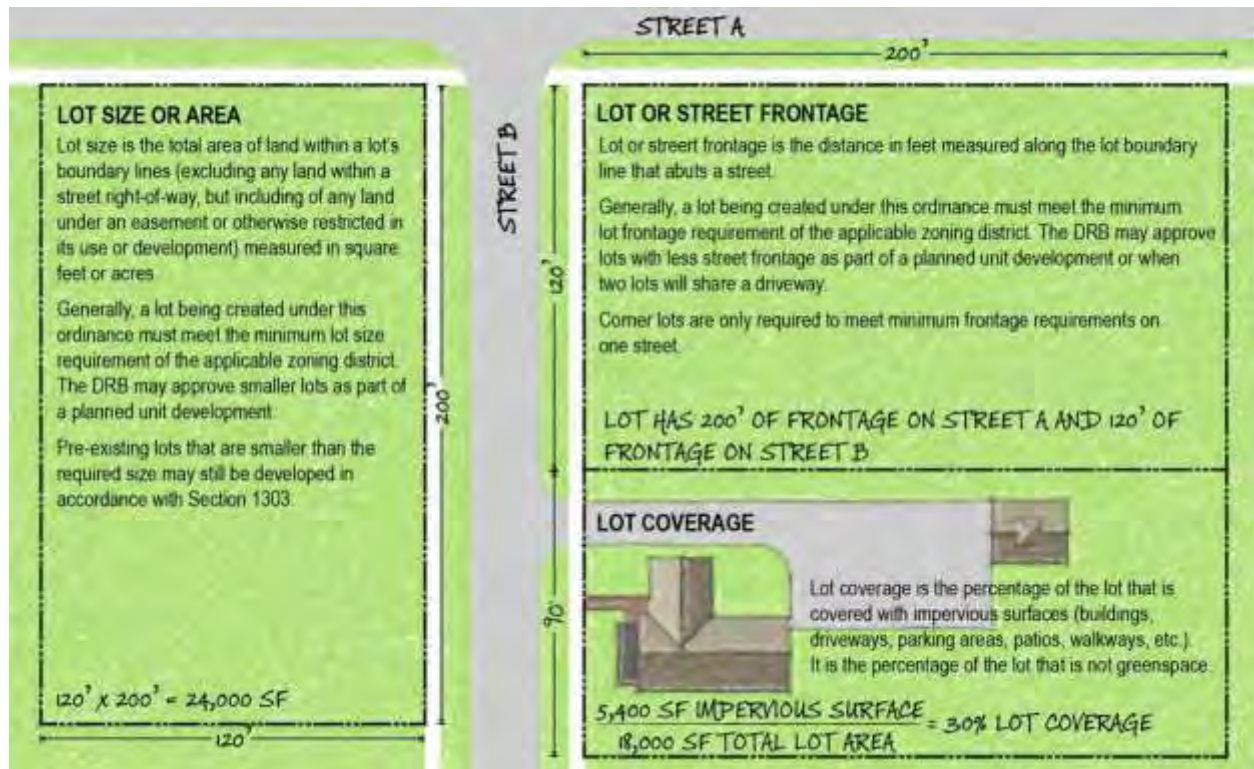 STREET A
200'
LOT SIZE OR AREA
Lot size is the total area of land within a lot's
boundary lines (excluding any land within a
street right-of-way, but including of any land
under an easement or otherwise restricted in
its use or development) measured in square
feet or acres.
Generally, a lot being created under this
ordinance must meet the minimum lot size
requirement of the applicable zoning district.
The DRB may approve smaller lots as part of
a planned unit development.
Pre-existing lots that are smaller than the
required size may still be developed in
accordance with Section 1303.
120' x 200' = 24,000 SF
120'
200'
STREET B
120'
90'
LOT OR STREET FRONTAGE
Lot or streert frontage is the distance in feet measured along the lot boundary
line that abuts a street.
Generally, a lot being created under this ordinance must meet the minimum
lot frontage requirement of the applicable zoning district. The DRB may approve
lots with less street frontage as part of a planned unit development or when
two lots will share a driveway.
Corner lots are only required to meet minimum frontage requirements on
one street.
LOT HAS 200' OF FRONTAGE ON STREET A AND 120' OF
FRONTAGE ON STREET B
LOT COVERAGE
Lot coverage is the percentage of the lot that is
covered with impervious surfaces (buildings,
driveways, parking areas, patios, walkways, etc.).
It is the percentage of the lot that is not greenspace.
5,400 SF IMPERVIOUS SURFACE
18,000 SF TOTAL LOT AREA
= 30% LOT COVERAGE